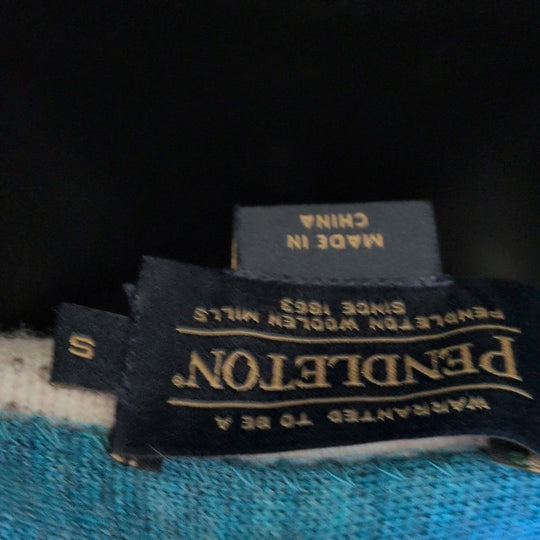 WARRANTED TO BE A
PENDLETON®
PENDLETON WOOLEN MILLS
SINCE 1863
S
MADE IN
CHINA